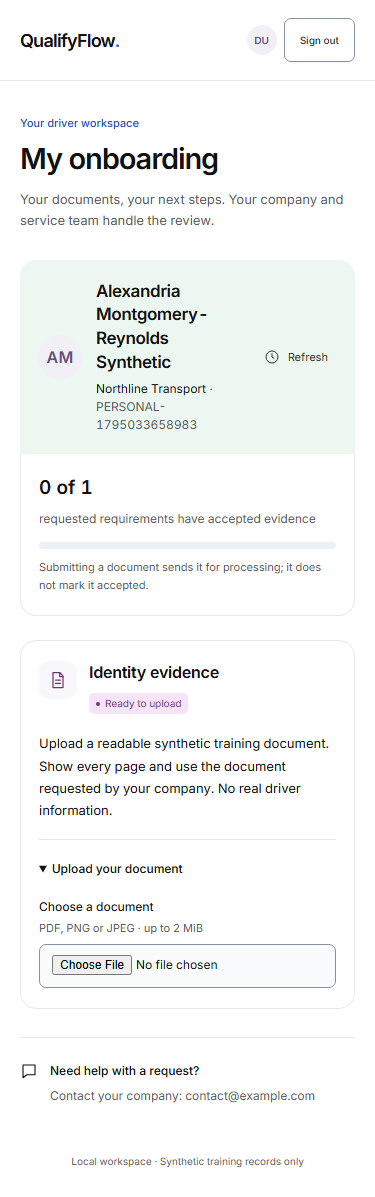 QualifyFlow.
DU
Sign out
Your driver workspace
My onboarding
Your documents, your next steps. Your company and
service team handle the review.
AM
Alexandria
Montgomery-
Reynolds
Synthetic
Northline Transport ·
PERSONAL-
1795033658983
Refresh
0 of 1
requested requirements have accepted evidence
Submitting a document sends it for processing; it does
not mark it accepted.
Identity evidence
Ready to upload
Upload a readable synthetic training document.
Show every page and use the document
requested by your company. No real driver
information.
Upload your document
Choose a document
PDF, PNG or JPEG · up to 2 MiB
Choose File No file chosen
Need help with a request?
Contact your company: contact@example.com
Local workspace · Synthetic training records only